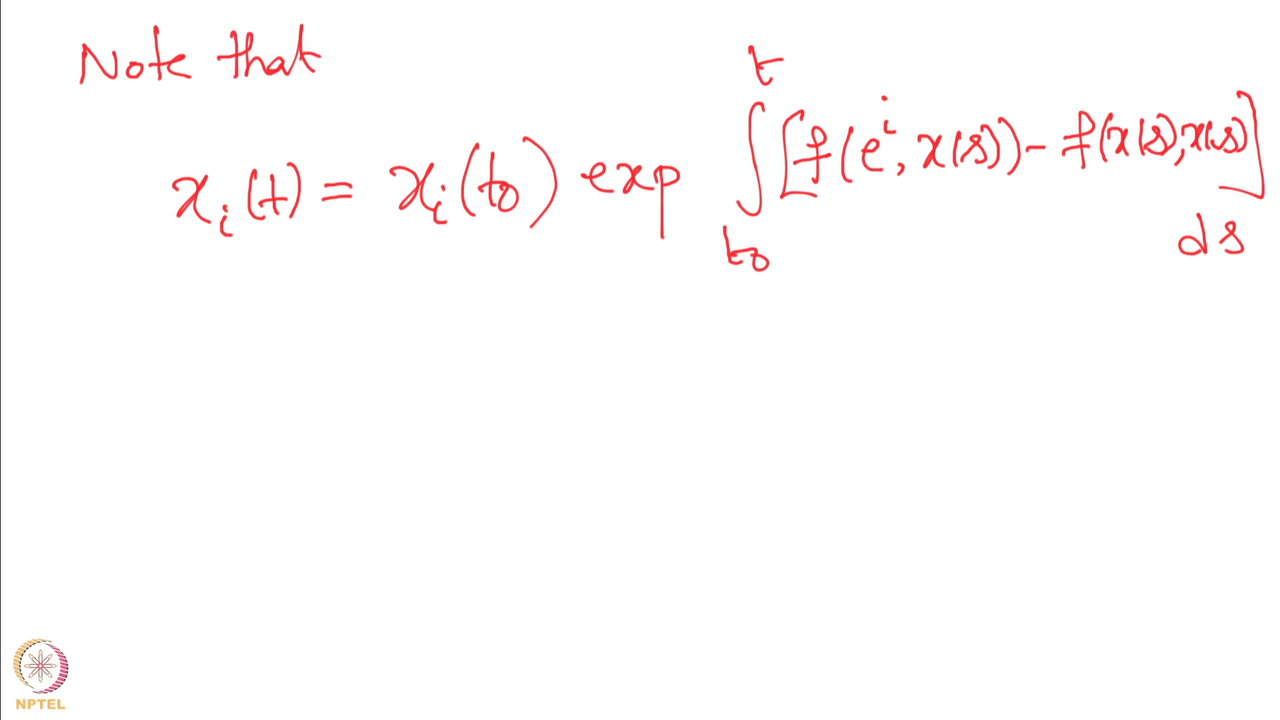 Note that
x_i(t) = x_i(t_0) exp ∫_{t_0}^{t} [f(e^i, x(s)) - f(x(s), x(s)] ds
NPTEL